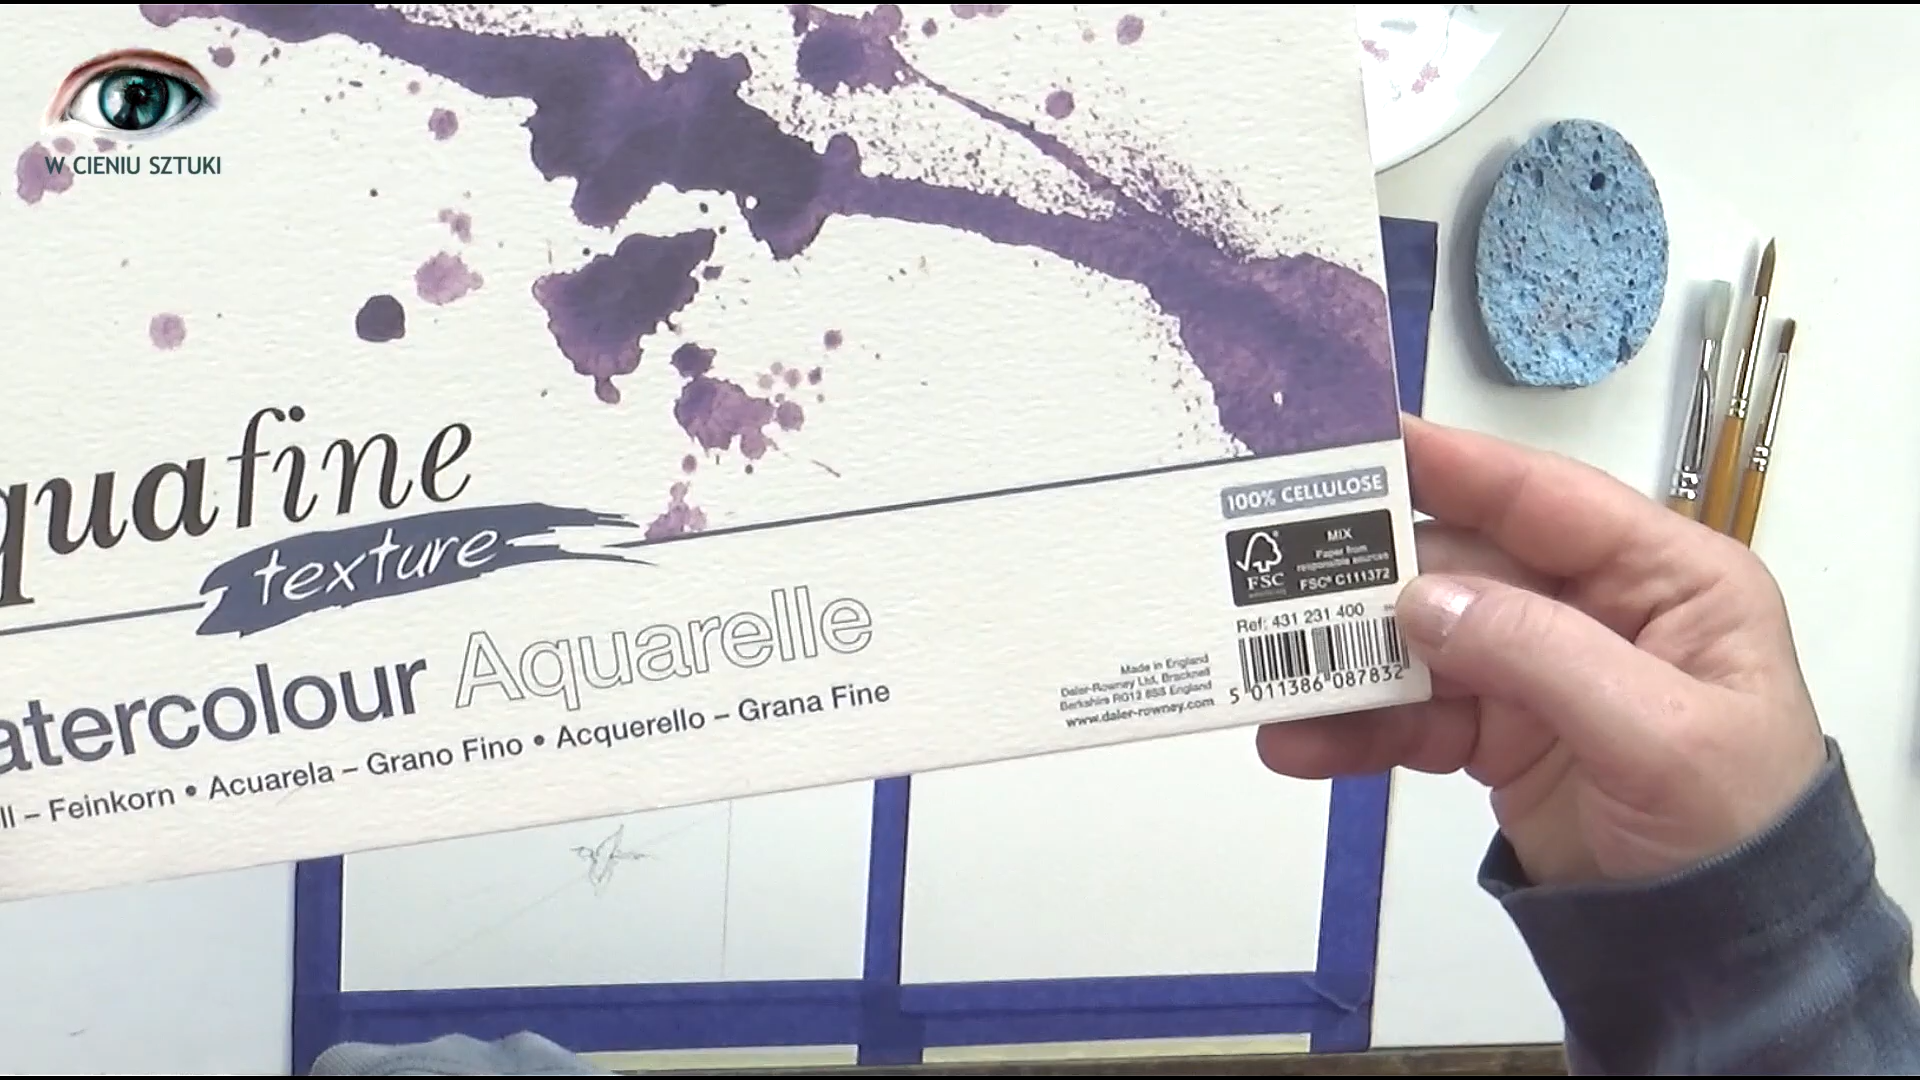 W CIENIU SZTUKI
quafine
texture
atercolour Aquarelle
ll – Feinkorn • Acuarela – Grano Fino • Acquerello – Grana Fine
100% CELLULOSE
MIX
Paper from
responsible sources
FSC
FSC® C111372
Ref: 431 231 400
Made in England
Daler-Rowney Ltd, Bracknell
Berkshire RG12 8SS England
www.daler-rowney.com
5 011386 087832